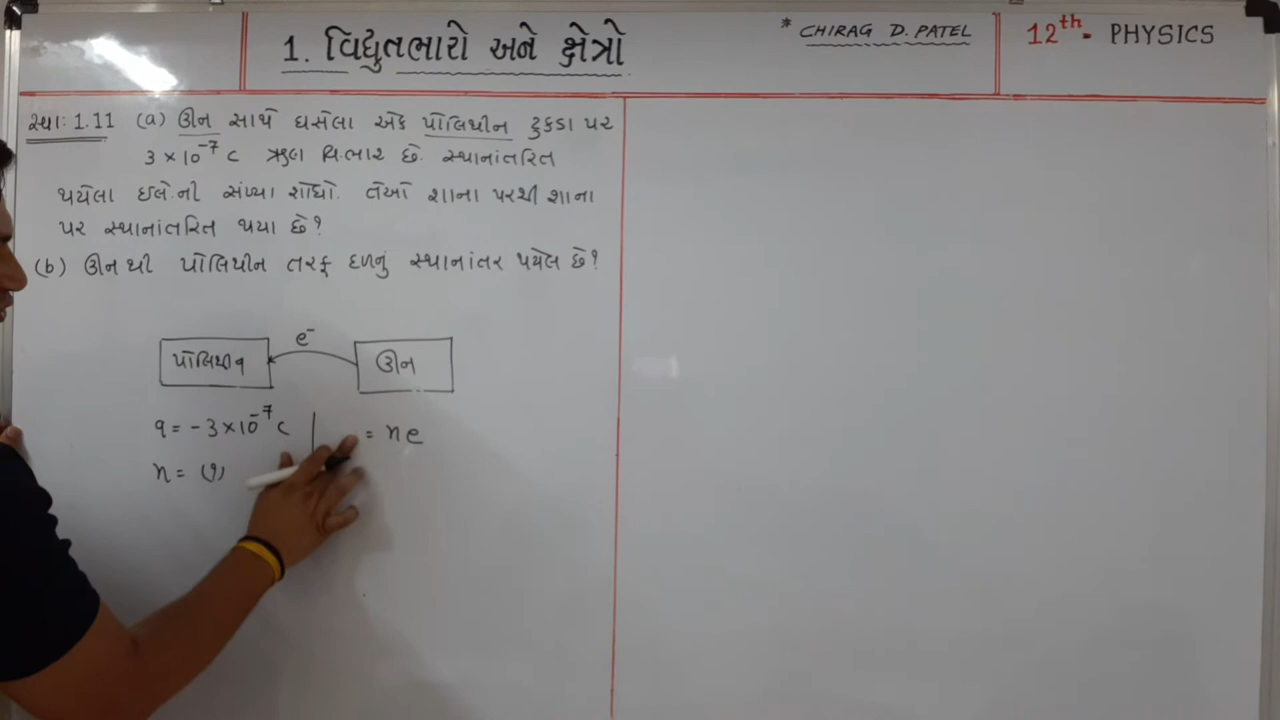 1. વિદ્યુતભારો અને ક્ષેત્રો
* CHIRAG D. PATEL
12th - PHYSICS
સ્વા: 1.11 (a) ઊન સાથે ઘસેલા એક પોલિથીન ટુકડા પર
3 × 10⁻⁷ C ઋણ વિ.ભાર છે. સ્થાનાંતરિત
થયેલા ઇલે.ની સંખ્યા શોધો. તેઓ શાના પરથી શાના
પર સ્થાનાંતરિત થયા છે?
(b) ઊનથી પોલિથીન તરફ દળનું સ્થાનાંતર થયેલ છે?
e⁻
પોલિથીન
ઊન
q = - 3 × 10⁻⁷ C
= ne
n = (?)